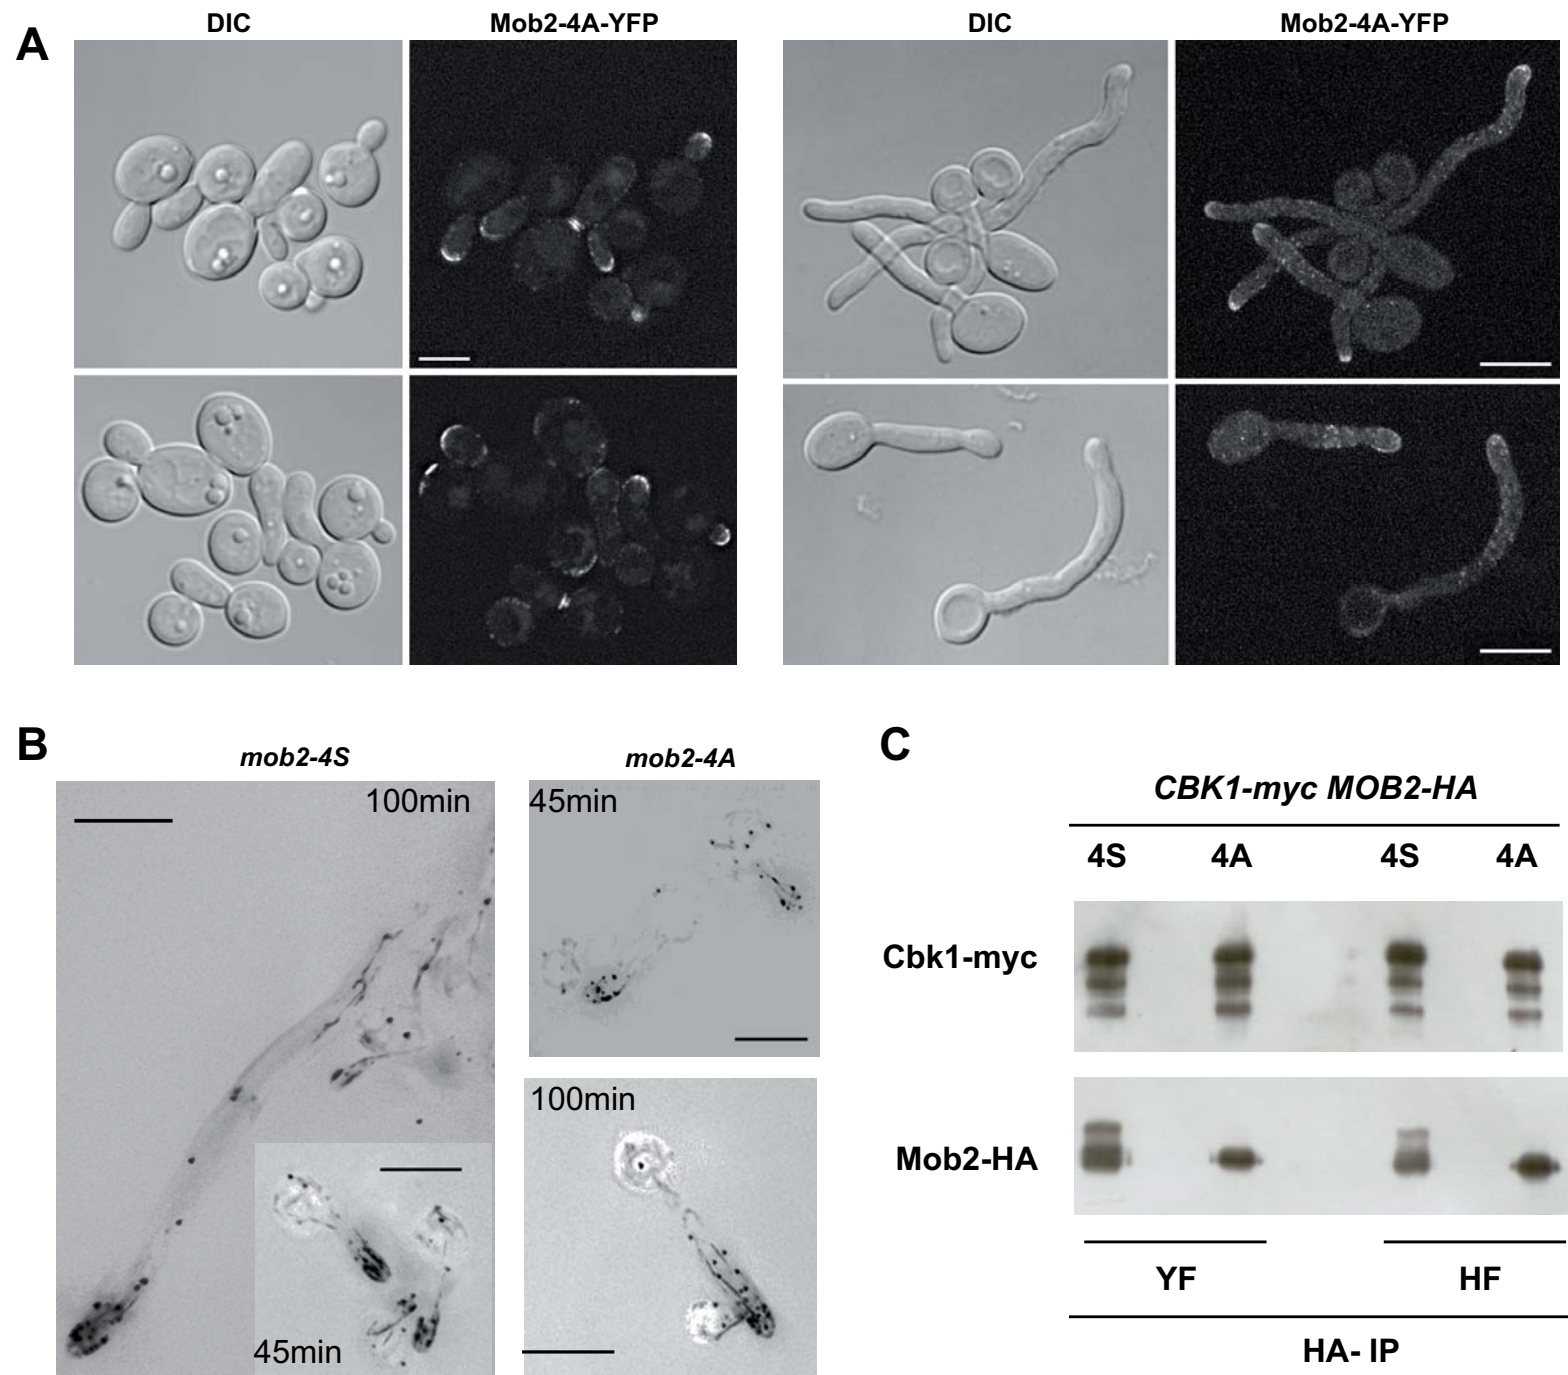 A
DIC
Mob2-4A-YFP
DIC
Mob2-4A-YFP
B
mob2-4S
mob2-4A
100min
45min
45min
100min
C
CBK1-myc MOB2-HA
4S 4A 4S 4A
Cbk1-myc
Mob2-HA
YF HF
HA- IP